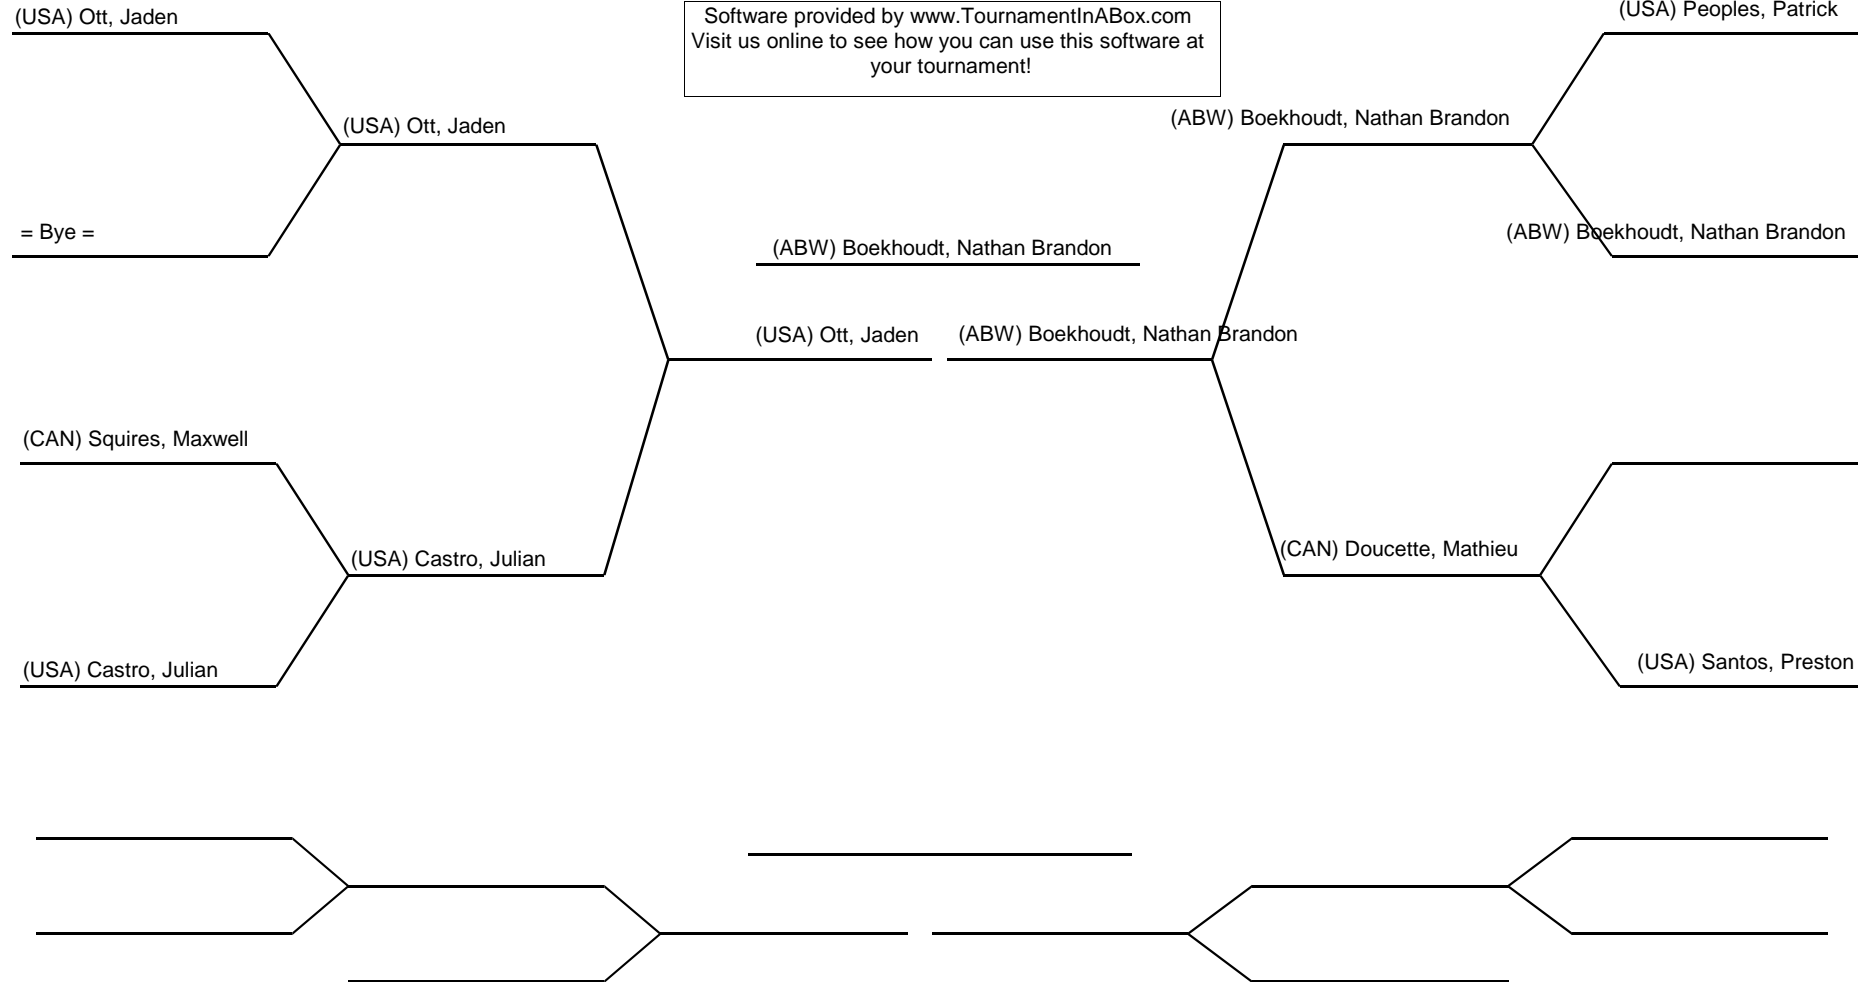 (USA) Ott, Jaden
Software provided by www.TournamentInABox.com
Visit us online to see how you can use this software at
your tournament!
(USA) Peoples, Patrick
(USA) Ott, Jaden
(ABW) Boekhoudt, Nathan Brandon
= Bye =
(ABW) Boekhoudt, Nathan Brandon
(ABW) Boekhoudt, Nathan Brandon
(USA) Ott, Jaden
(ABW) Boekhoudt, Nathan Brandon
(CAN) Squires, Maxwell
(USA) Castro, Julian
(CAN) Doucette, Mathieu
(USA) Castro, Julian
(USA) Santos, Preston